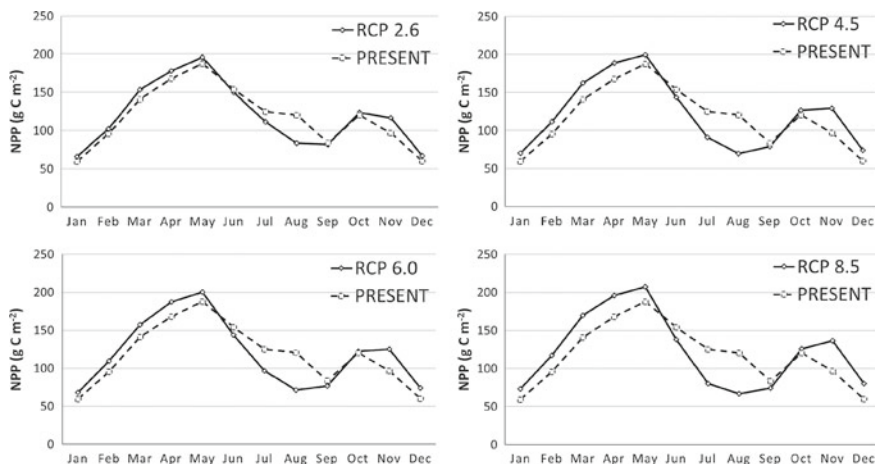 250
200
150
100
50
0
NPP (g C m⁻²)
RCP 2.6
PRESENT
Jan Feb Mar Apr May Jun Jul Aug Sep Oct Nov Dec
250
200
150
100
50
0
NPP (g C m⁻²)
RCP 4.5
PRESENT
Jan Feb Mar Apr May Jun Jul Aug Sep Oct Nov Dec
250
200
150
100
50
0
NPP (g C m⁻²)
RCP 6.0
PRESENT
Jan Feb Mar Apr May Jun Jul Aug Sep Oct Nov Dec
250
200
150
100
50
0
NPP (g C m⁻²)
RCP 8.5
PRESENT
Jan Feb Mar Apr May Jun Jul Aug Sep Oct Nov Dec